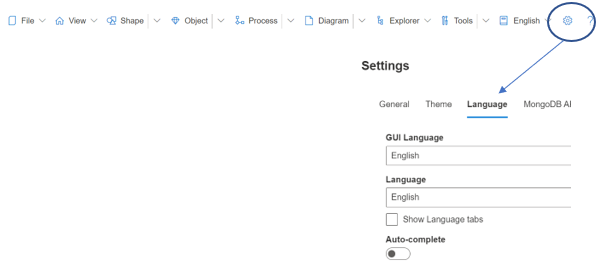 File View Shape Object Process Diagram Explorer Tools English ?
Settings
General Theme Language MongoDB
GUI Language
English
Language
English
Show Language tabs
Auto-complete